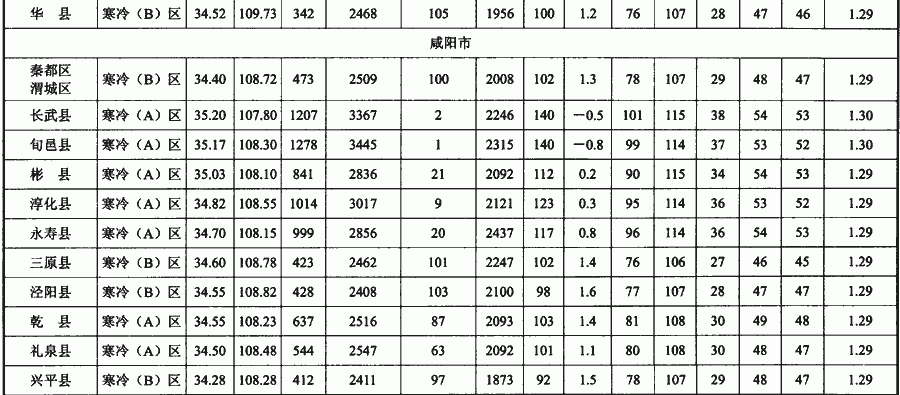 华 县 寒冷（B）区 34.52 109.73 342 2468 105 1956 100 1.2 76 107 28 47 46 1.29
咸阳市
秦都区
渭城区 寒冷（B）区 34.40 108.72 473 2509 100 2008 102 1.3 78 107 29 48 47 1.29
长武县 寒冷（A）区 35.20 107.80 1207 3367 2 2246 140 －0.5 101 115 38 54 53 1.30
旬邑县 寒冷（A）区 35.17 108.30 1278 3445 1 2315 140 －0.8 99 114 37 53 52 1.30
彬 县 寒冷（A）区 35.03 108.10 841 2836 21 2092 112 0.2 90 115 34 54 53 1.29
淳化县 寒冷（A）区 34.82 108.55 1014 3017 9 2121 123 0.3 95 114 36 53 52 1.29
永寿县 寒冷（A）区 34.70 108.15 999 2856 20 2437 117 0.8 96 114 36 54 53 1.29
三原县 寒冷（B）区 34.60 108.78 423 2462 101 2247 102 1.4 76 106 27 46 45 1.29
泾阳县 寒冷（B）区 34.55 108.82 428 2408 103 2100 98 1.6 77 107 28 47 47 1.29
乾 县 寒冷（A）区 34.55 108.23 637 2516 87 2093 103 1.4 81 108 30 49 48 1.29
礼泉县 寒冷（A）区 34.50 108.48 544 2547 63 2092 101 1.1 80 108 30 48 47 1.29
兴平县 寒冷（B）区 34.28 108.28 412 2411 97 1873 92 1.5 78 107 29 48 47 1.29